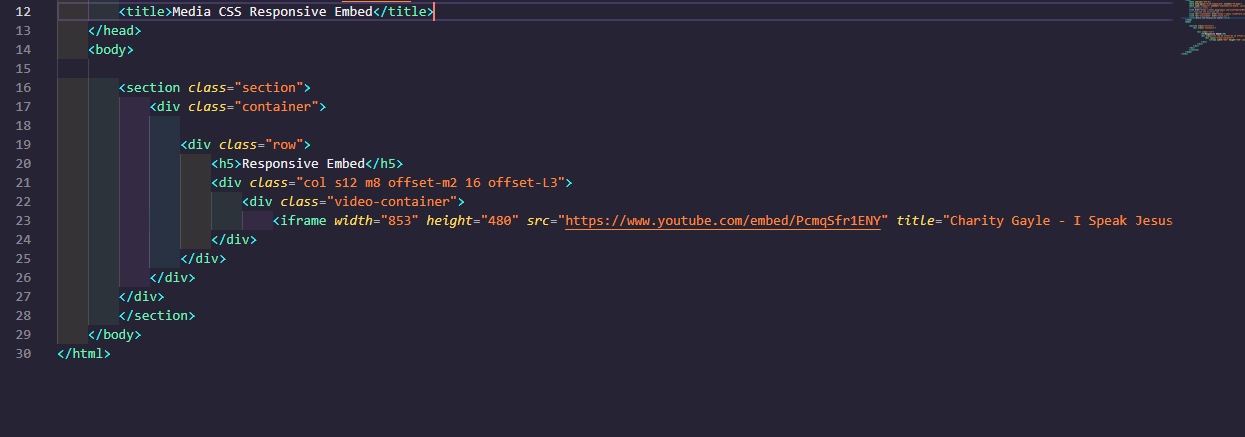 12 <title>Media CSS Responsive Embed</title>
13 </head>
14 <body>
15
16 <section class="section">
17 <div class="container">
18
19 <div class="row">
20 <h5>Responsive Embed</h5>
21 <div class="col s12 m8 offset-m2 16 offset-L3">
22 <div class="video-container">
23 <iframe width="853" height="480" src="https://www.youtube.com/embed/PcmqSfr1ENY" title="Charity Gayle - I Speak Jesus
24 </div>
25 </div>
26 </div>
27 </div>
28 </section>
29 </body>
30 </html>